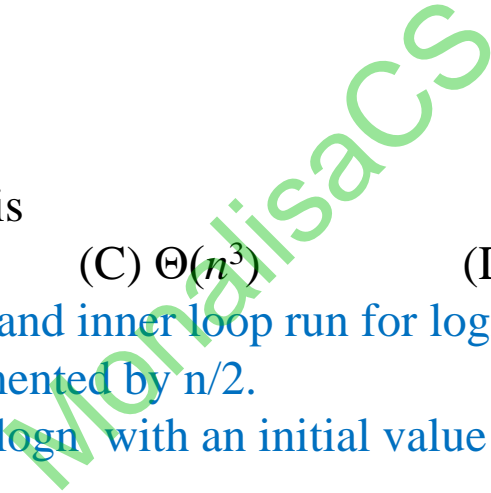 is
(C) Θ(n³)
and inner loop run for log
mented by n/2.
logn with an initial value
MonalisaCS